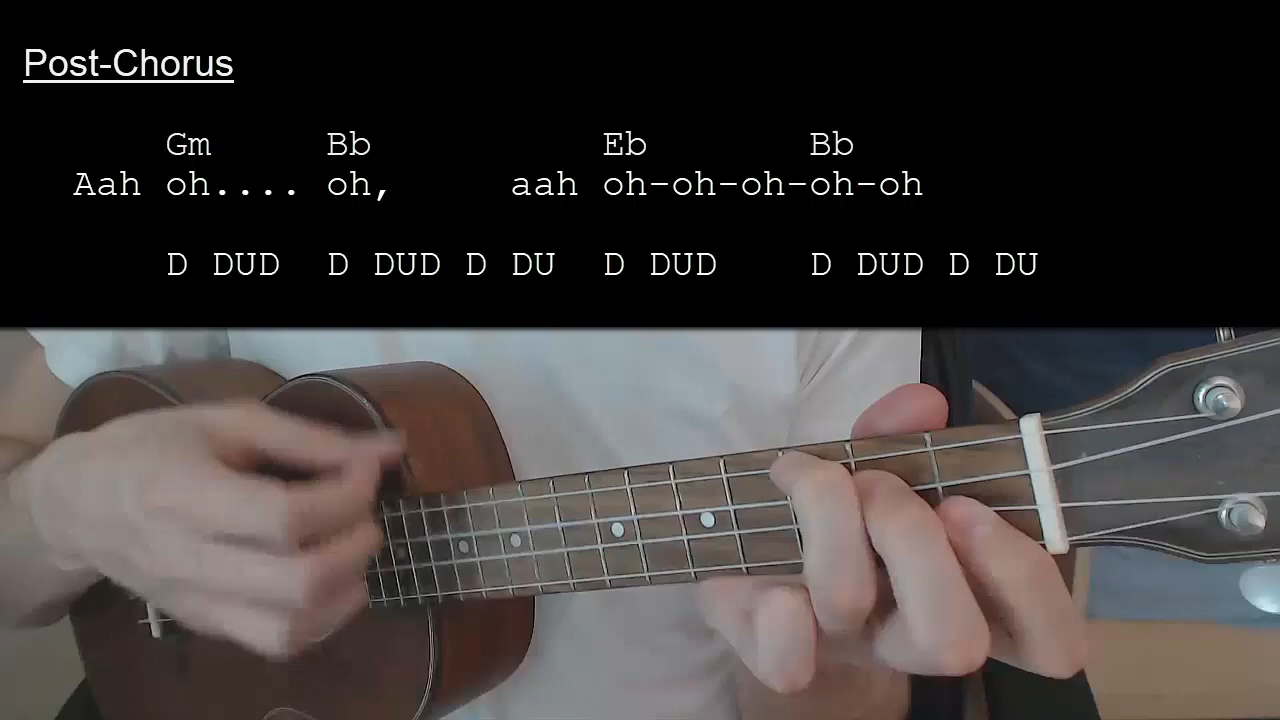 Post-Chorus
Gm Bb Eb Bb
Aah oh.... oh, aah oh-oh-oh-oh-oh
D DUD D DUD D DU D DUD D DUD D DU